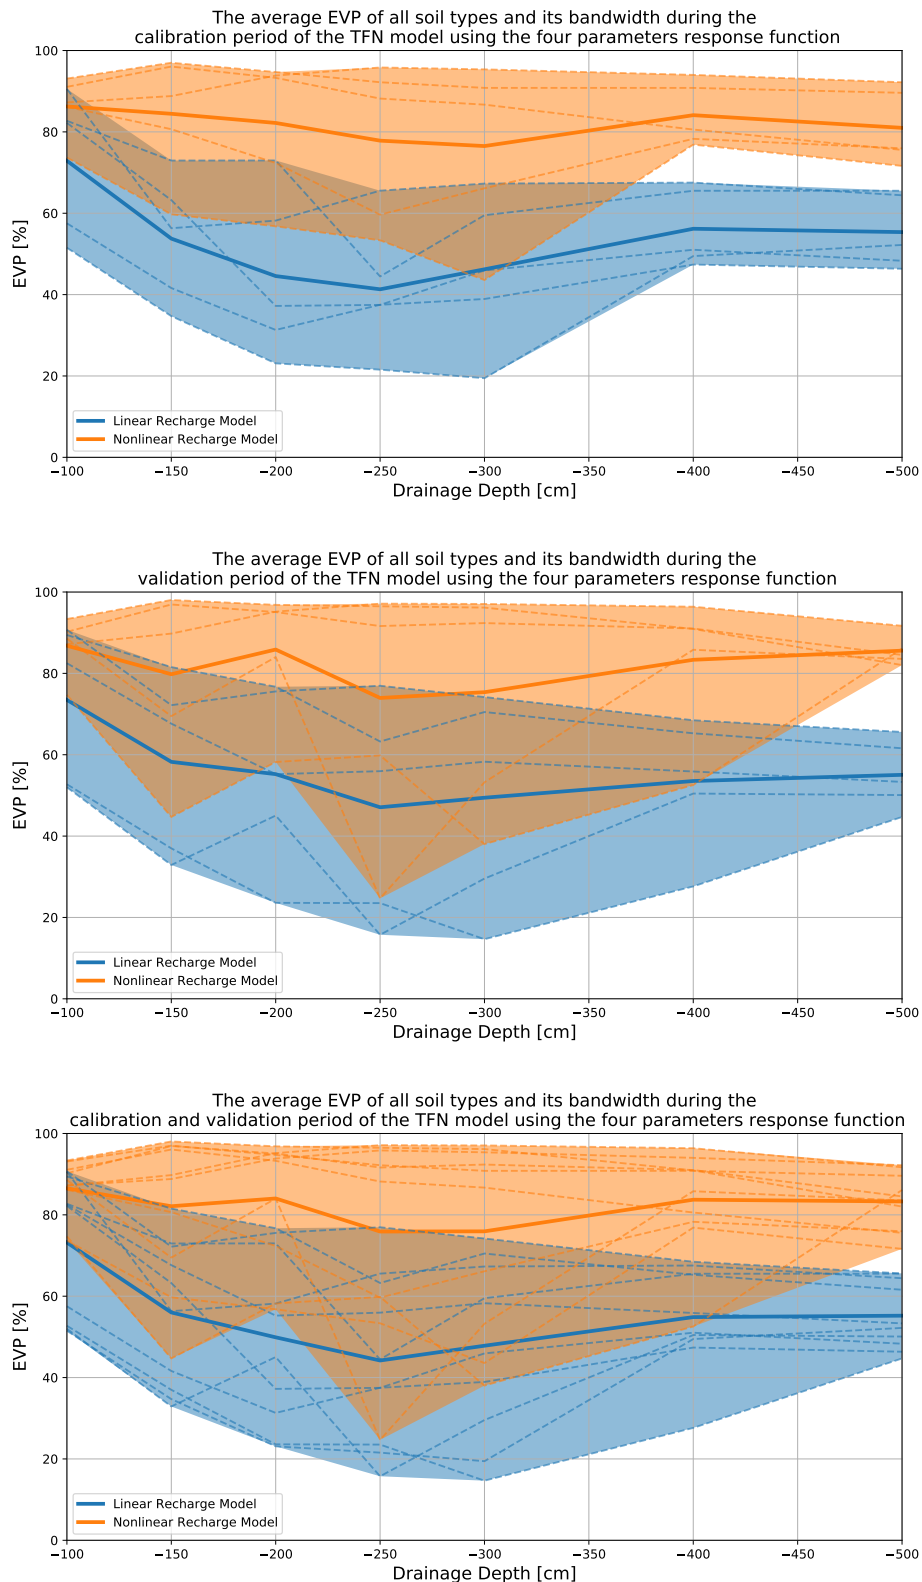 The average EVP of all soil types and its bandwidth during the
calibration period of the TFN model using the four parameters response function
100
80
60
40
20
0
EVP [%]
Linear Recharge Model
Nonlinear Recharge Model
−100 −150 −200 −250 −300 −350 −400 −450 −500
Drainage Depth [cm]
The average EVP of all soil types and its bandwidth during the
validation period of the TFN model using the four parameters response function
100
80
60
40
20
0
EVP [%]
Linear Recharge Model
Nonlinear Recharge Model
−100 −150 −200 −250 −300 −350 −400 −450 −500
Drainage Depth [cm]
The average EVP of all soil types and its bandwidth during the
calibration and validation period of the TFN model using the four parameters response function
100
80
60
40
20
0
EVP [%]
Linear Recharge Model
Nonlinear Recharge Model
−100 −150 −200 −250 −300 −350 −400 −450 −500
Drainage Depth [cm]